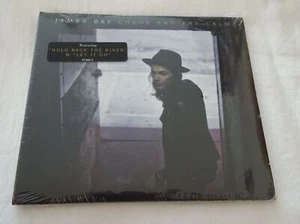 JAMES BAY CHAOS AND THE CALM
Featuring
"HOLD BACK THE RIVER"
& "LET IT GO"